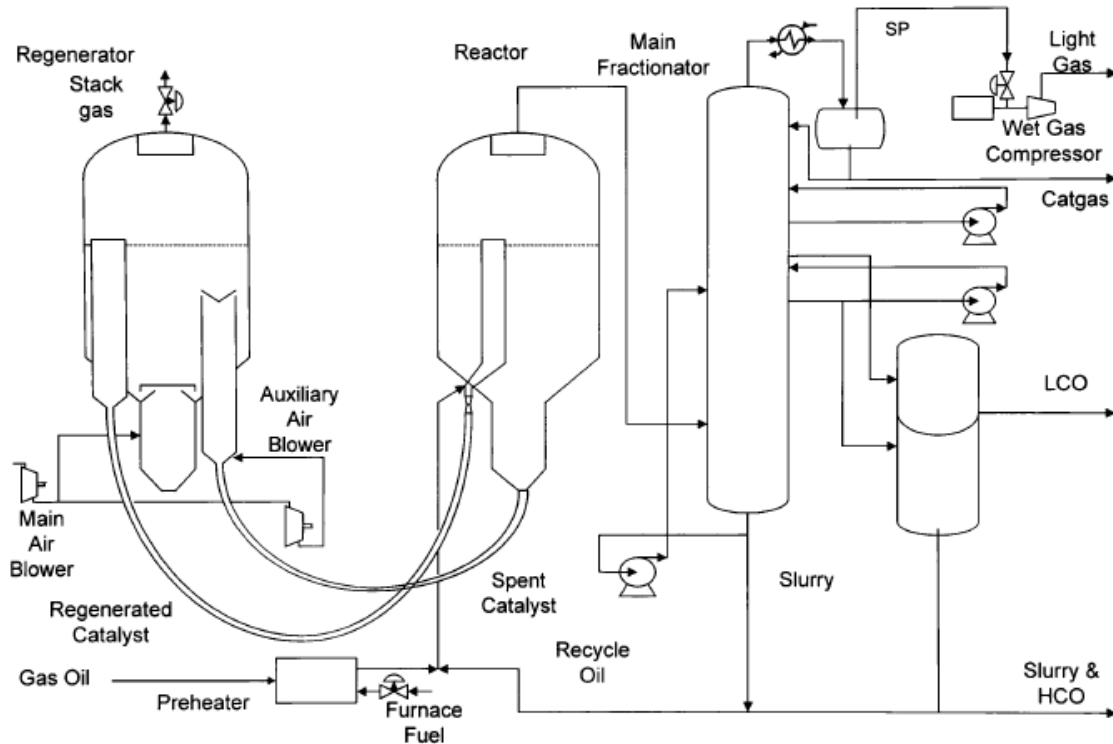 Regenerator
Stack
gas
Reactor
Main
Fractionator
SP
Light
Gas
Wet Gas
Compressor
Catgas
Auxiliary
Air
Blower
LCO
Main
Air
Blower
Regenerated
Catalyst
Spent
Catalyst
Slurry
Gas Oil
Preheater
Furnace
Fuel
Recycle
Oil
Slurry &
HCO